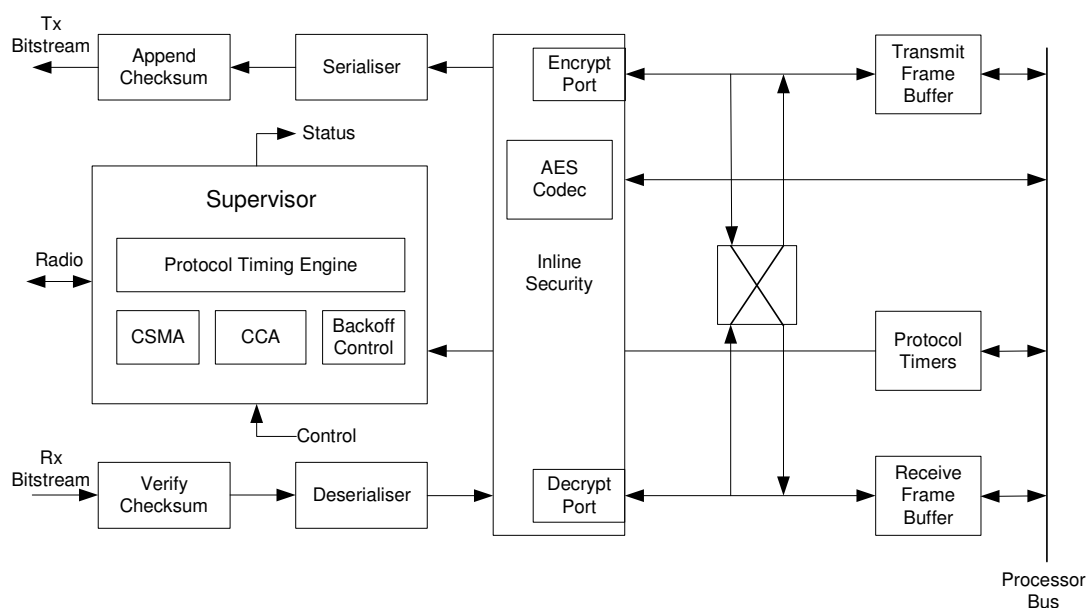 Tx
Bitstream
Append
Checksum
Serialiser
Encrypt
Port
Transmit
Frame
Buffer
Status
Supervisor
AES
Codec
Radio
Protocol Timing Engine
Inline
Security
CSMA
CCA
Backoff
Control
Protocol
Timers
Control
Rx
Bitstream
Verify
Checksum
Deserialiser
Decrypt
Port
Receive
Frame
Buffer
Processor
Bus